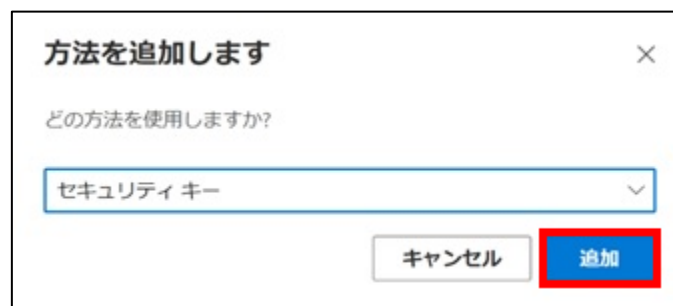 方法を追加します
どの方法を使用しますか?
セキュリティ キー
キャンセル
追加